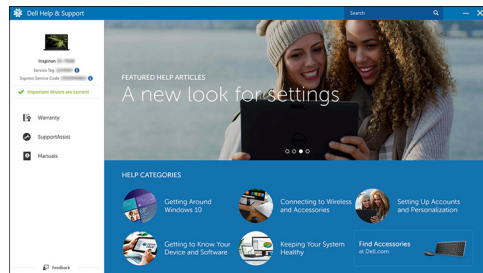 Dell Help & Support
Search
Inspiron
Service Tag
Express Service Code
Important drivers are current
Warranty
SupportAssist
Manuals
Feedback
FEATURED HELP ARTICLES
A new look for settings
HELP CATEGORIES
Getting Around
Windows 10
Connecting to Wireless
and Accessories
Setting Up Accounts
and Personalization
Getting to Know Your
Device and Software
Keeping Your System
Healthy
Find Accessories
at Dell.com